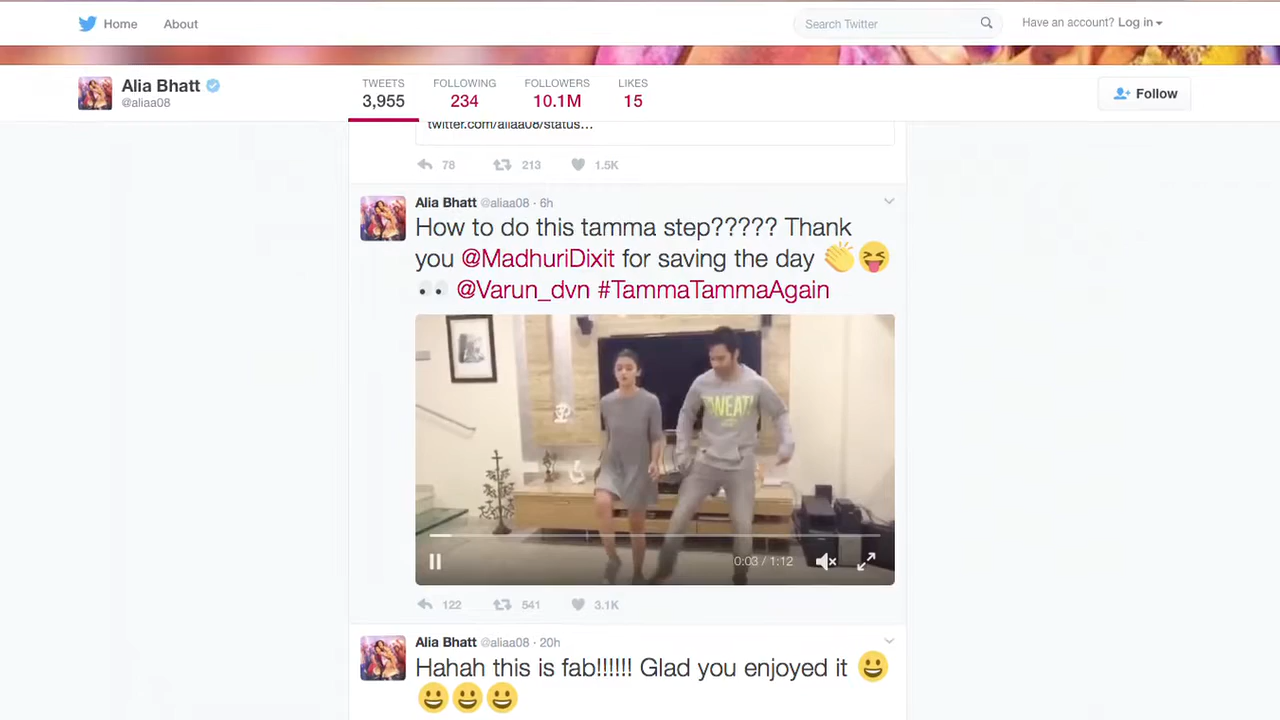 Home About Search Twitter Have an account? Log in
Alia Bhatt TWEETS FOLLOWING FOLLOWERS LIKES Follow
@aliaa08 3,955 234 10.1M 15
twitter.com/aliaa08/status...
78 213 1.5K
Alia Bhatt @aliaa08 · 6h
How to do this tamma step????? Thank
you @MadhuriDixit for saving the day 👏😝
👀 @Varun_dvn #TammaTammaAgain
SWEAT!
0:03 / 1:12
122 541 3.1K
Alia Bhatt @aliaa08 · 20h
Hahah this is fab!!!!!! Glad you enjoyed it 😀
😀😀😀